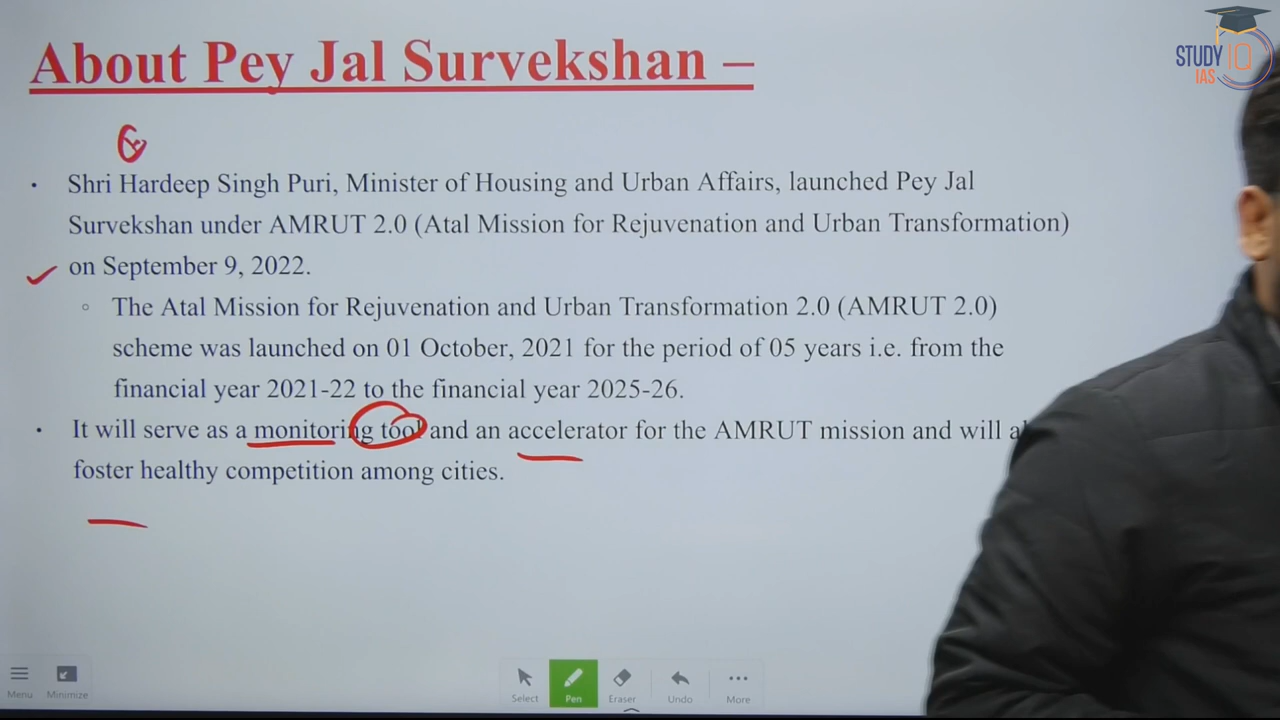 About Pey Jal Survekshan –
STUDY IQ
IAS
• Shri Hardeep Singh Puri, Minister of Housing and Urban Affairs, launched Pey Jal
Survekshan under AMRUT 2.0 (Atal Mission for Rejuvenation and Urban Transformation)
on September 9, 2022.
◦ The Atal Mission for Rejuvenation and Urban Transformation 2.0 (AMRUT 2.0)
scheme was launched on 01 October, 2021 for the period of 05 years i.e. from the
financial year 2021-22 to the financial year 2025-26.
• It will serve as a monitoring tool and an accelerator for the AMRUT mission and will
foster healthy competition among cities.
Menu Minimize Select Pen Eraser Undo More